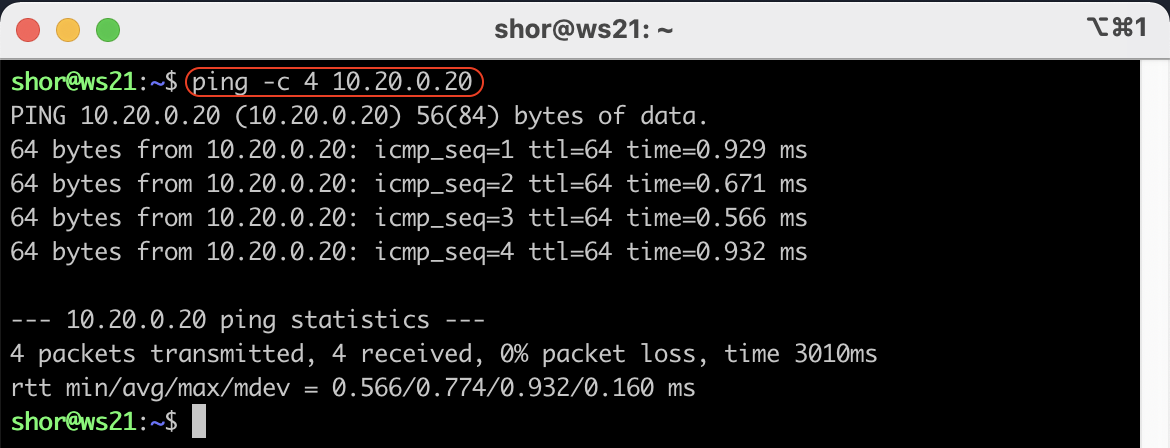 shor@ws21: ~
⌥⌘1
shor@ws21:~$ ping -c 4 10.20.0.20
PING 10.20.0.20 (10.20.0.20) 56(84) bytes of data.
64 bytes from 10.20.0.20: icmp_seq=1 ttl=64 time=0.929 ms
64 bytes from 10.20.0.20: icmp_seq=2 ttl=64 time=0.671 ms
64 bytes from 10.20.0.20: icmp_seq=3 ttl=64 time=0.566 ms
64 bytes from 10.20.0.20: icmp_seq=4 ttl=64 time=0.932 ms
--- 10.20.0.20 ping statistics ---
4 packets transmitted, 4 received, 0% packet loss, time 3010ms
rtt min/avg/max/mdev = 0.566/0.774/0.932/0.160 ms
shor@ws21:~$